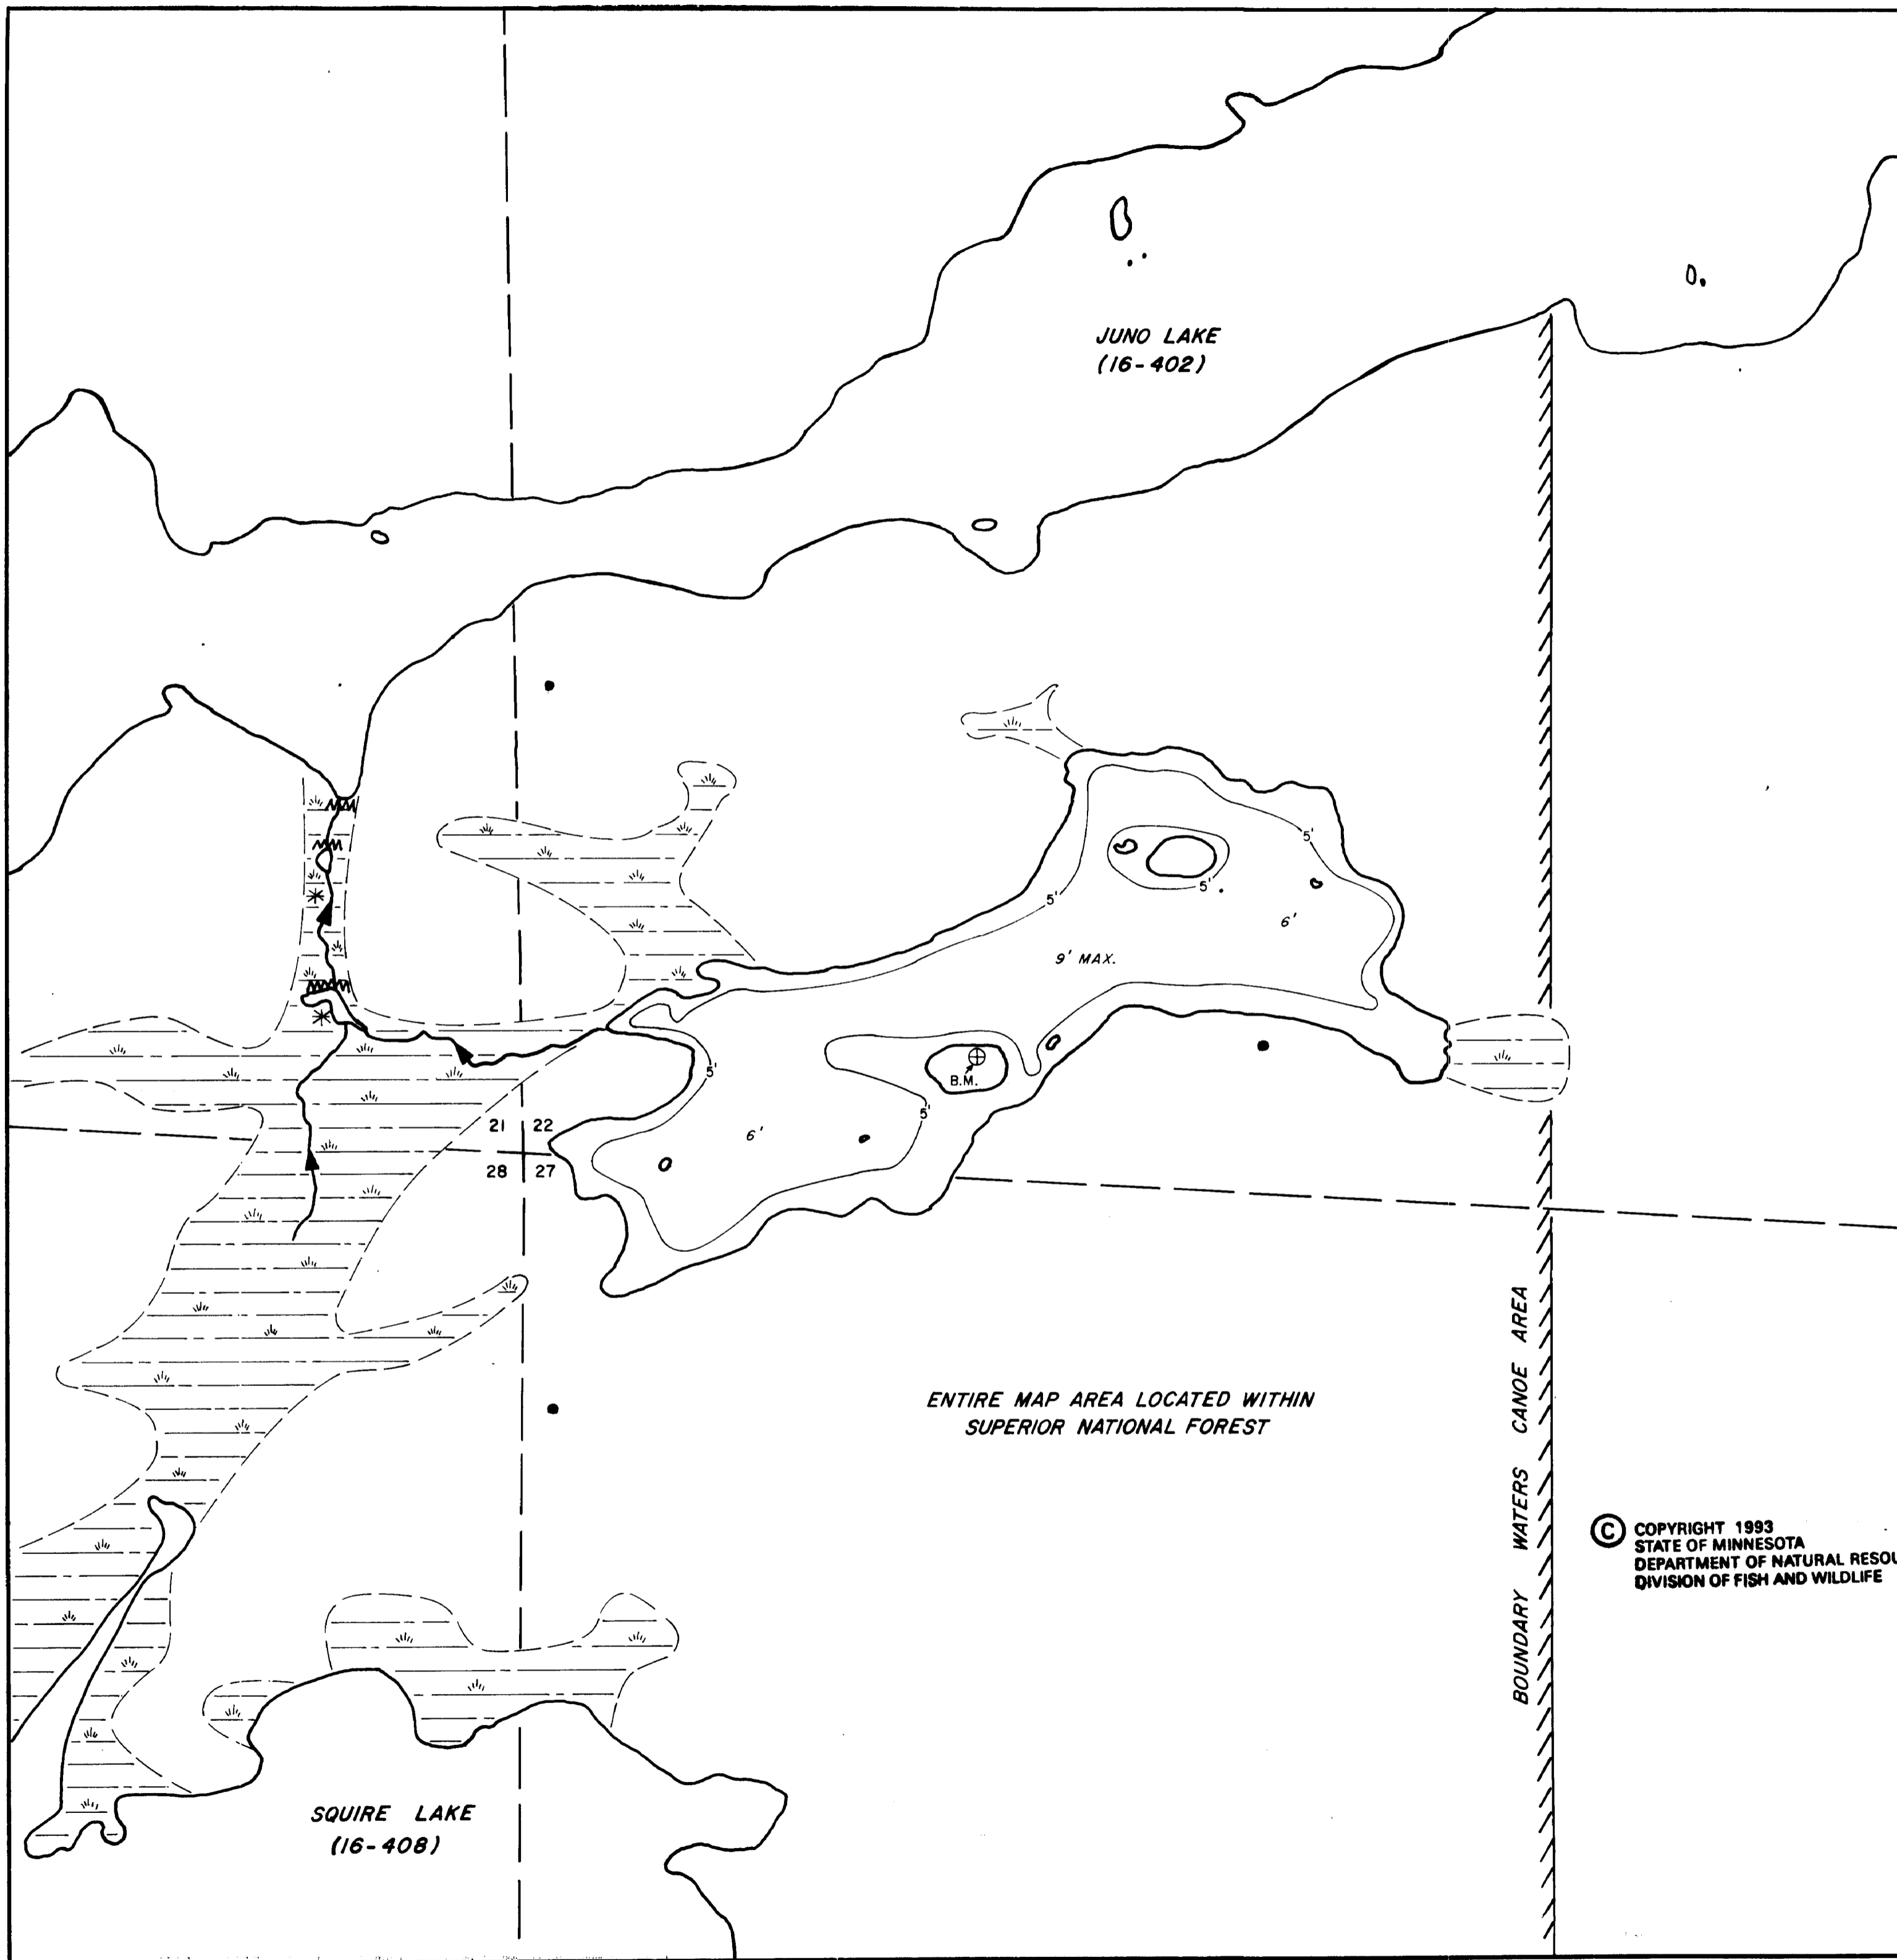 JUNO LAKE
(16-402)
5'
5'
5'
6'
9' MAX.
B.M.
5'
5'
6'
21 22
28 27
ENTIRE MAP AREA LOCATED WITHIN
SUPERIOR NATIONAL FOREST
BOUNDARY WATERS CANOE AREA
© COPYRIGHT 1993
STATE OF MINNESOTA
DEPARTMENT OF NATURAL RESOU
DIVISION OF FISH AND WILDLIFE
SQUIRE LAKE
(16-408)